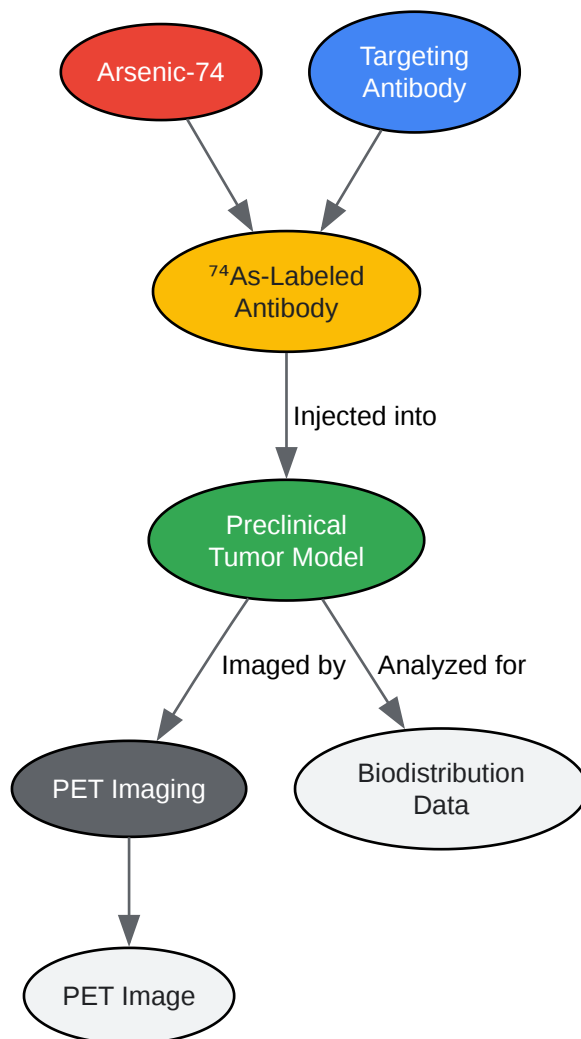 Arsenic-74
Targeting
Antibody
⁷⁴As-Labeled
Antibody
Injected into
Preclinical
Tumor Model
Imaged by
Analyzed for
PET Imaging
Biodistribution
Data
PET Image